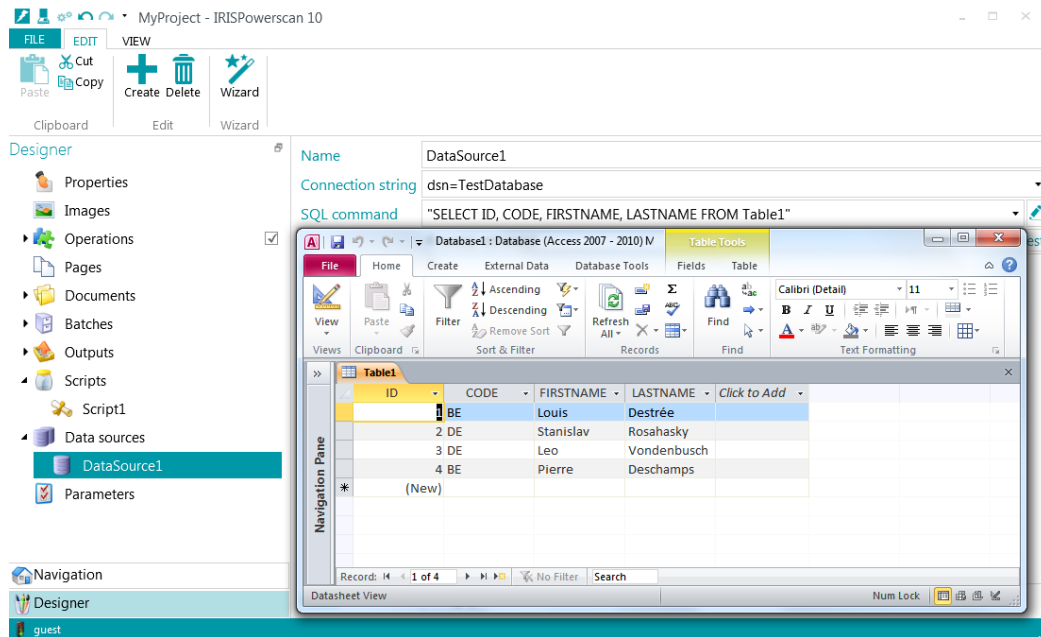 MyProject - IRISPowerscan 10
FILE EDIT VIEW
Paste
Cut
Copy
Create Delete
Wizard
Clipboard Edit Wizard
Designer
Properties
Images
Operations
Pages
Documents
Batches
Outputs
Scripts
Script1
Data sources
DataSource1
Parameters
Navigation
Designer
guest
Name DataSource1
Connection string dsn=TestDatabase
SQL command "SELECT ID, CODE, FIRSTNAME, LASTNAME FROM Table1"
A Database1 : Database (Access 2007 - 2010) M Table Tools
File Home Create External Data Database Tools Fields Table
View
Paste
Filter
Ascending
Descending
Remove Sort
Refresh
All
Find
Calibri (Detail) 11
B I U
Views Clipboard Sort & Filter Records Find Text Formatting
Table1
ID CODE FIRSTNAME LASTNAME Click to Add
1 BE Louis Destrée
2 DE Stanislav Rosahasky
3 DE Leo Vondenbusch
4 BE Pierre Deschamps
(New)
Navigation Pane
Record: 1 of 4 No Filter Search
Datasheet View Num Lock